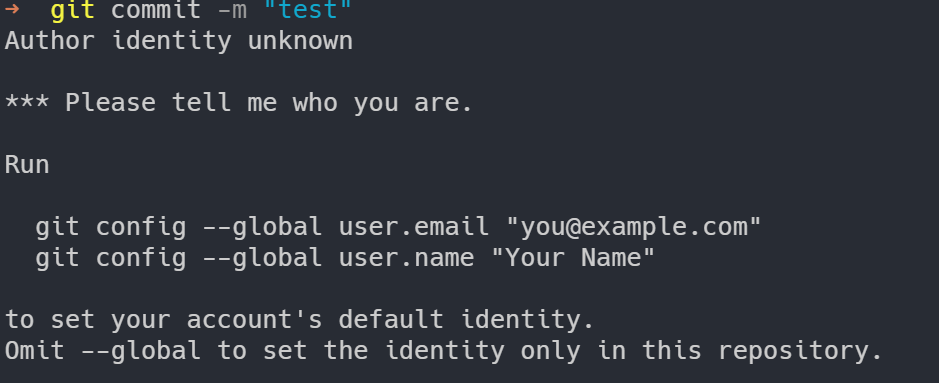 → git commit -m "test"
Author identity unknown

*** Please tell me who you are.

Run

  git config --global user.email "you@example.com"
  git config --global user.name "Your Name"

to set your account's default identity.
Omit --global to set the identity only in this repository.